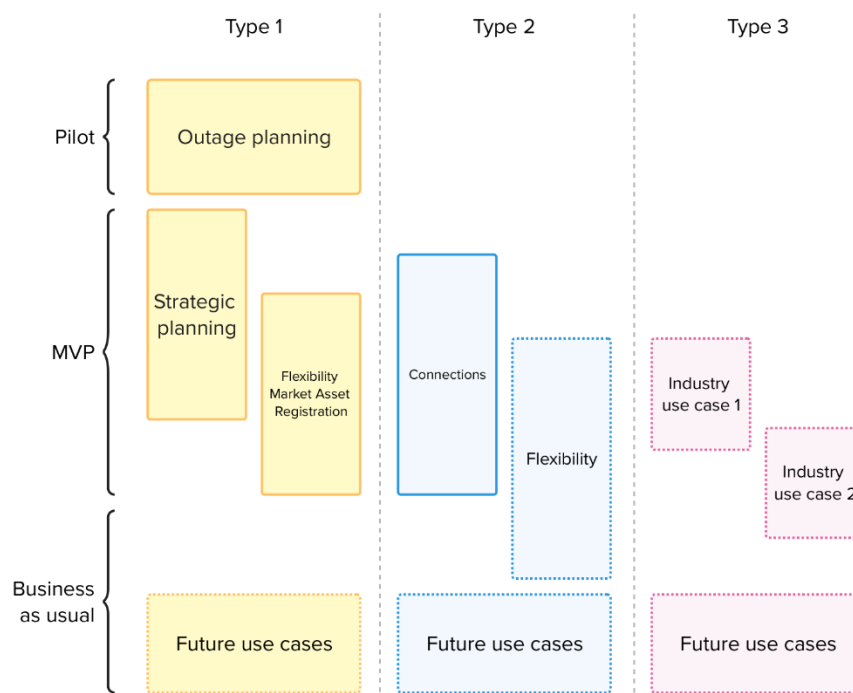 Type 1
Type 2
Type 3
Pilot
Outage planning
MVP
Strategic
planning
Flexibility
Market Asset
Registration
Connections
Flexibility
Industry
use case 1
Industry
use case 2
Business
as usual
Future use cases
Future use cases
Future use cases